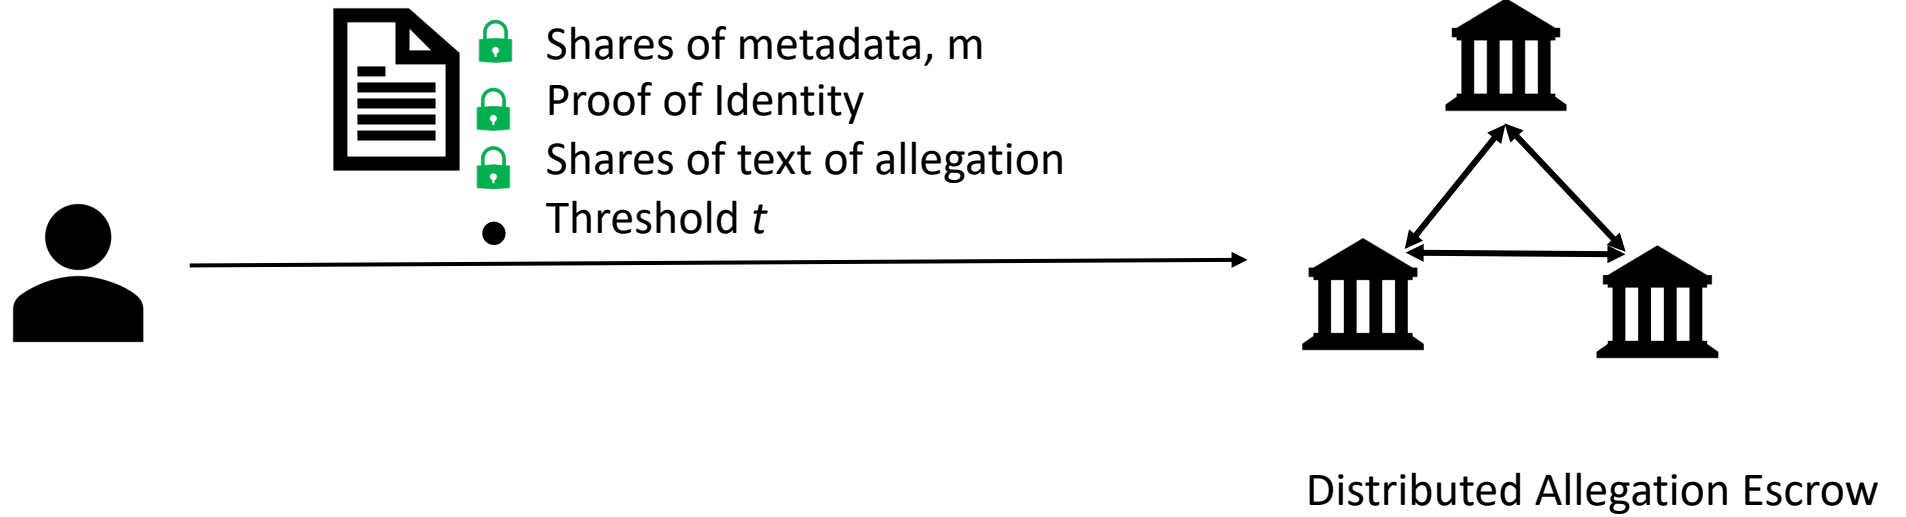 Shares of metadata, m
Proof of Identity
Shares of text of allegation
Threshold t
Distributed Allegation Escrow